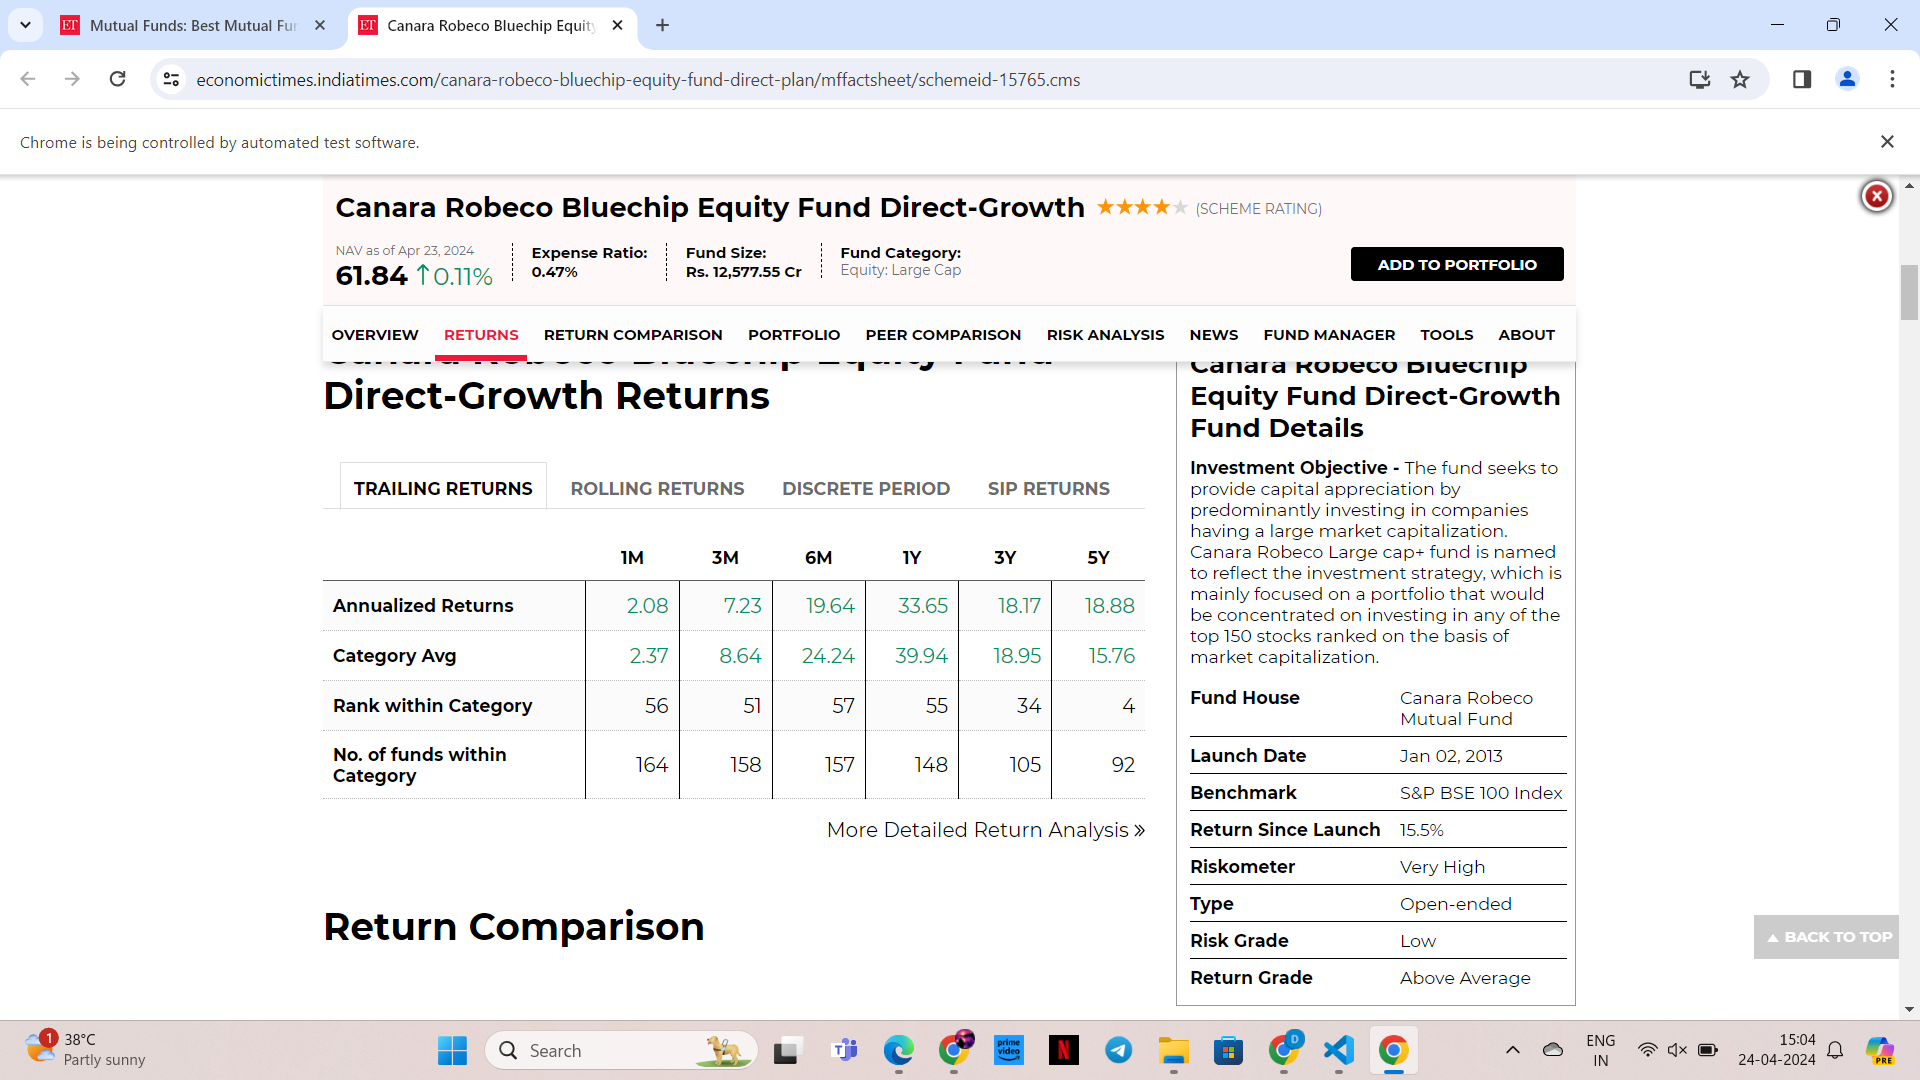 Mutual Funds: Best Mutual Fun
Canara Robeco Bluechip Equity
economictimes.indiatimes.com/canara-robeco-bluechip-equity-fund-direct-plan/mffactsheet/schemeid-15765.cms
Chrome is being controlled by automated test software.
Canara Robeco Bluechip Equity Fund Direct-Growth (SCHEME RATING)
NAV as of Apr 23, 2024
61.84 ↑0.11%
Expense Ratio:
0.47%
Fund Size:
Rs. 12,577.55 Cr
Fund Category:
Equity: Large Cap
ADD TO PORTFOLIO
OVERVIEW RETURNS RETURN COMPARISON PORTFOLIO PEER COMPARISON RISK ANALYSIS NEWS FUND MANAGER TOOLS ABOUT
Canara Robeco Bluechip Equity Fund
Direct-Growth Returns
TRAILING RETURNS ROLLING RETURNS DISCRETE PERIOD SIP RETURNS
1M 3M 6M 1Y 3Y 5Y
Annualized Returns 2.08 7.23 19.64 33.65 18.17 18.88
Category Avg 2.37 8.64 24.24 39.94 18.95 15.76
Rank within Category 56 51 57 55 34 4
No. of funds within
Category 164 158 157 148 105 92
More Detailed Return Analysis »
Return Comparison
Canara Robeco Bluechip
Equity Fund Direct-Growth
Fund Details
Investment Objective - The fund seeks to
provide capital appreciation by
predominantly investing in companies
having a large market capitalization.
Canara Robeco Large cap+ fund is named
to reflect the investment strategy, which is
mainly focused on a portfolio that would
be concentrated on investing in any of the
top 150 stocks ranked on the basis of
market capitalization.
Fund House Canara Robeco
Mutual Fund
Launch Date Jan 02, 2013
Benchmark S&P BSE 100 Index
Return Since Launch 15.5%
Riskometer Very High
Type Open-ended
Risk Grade Low
Return Grade Above Average
BACK TO TOP
1
38°C
Partly sunny
Search
prime
video
N
D
ENG
IN
15:04
24-04-2024
PRE